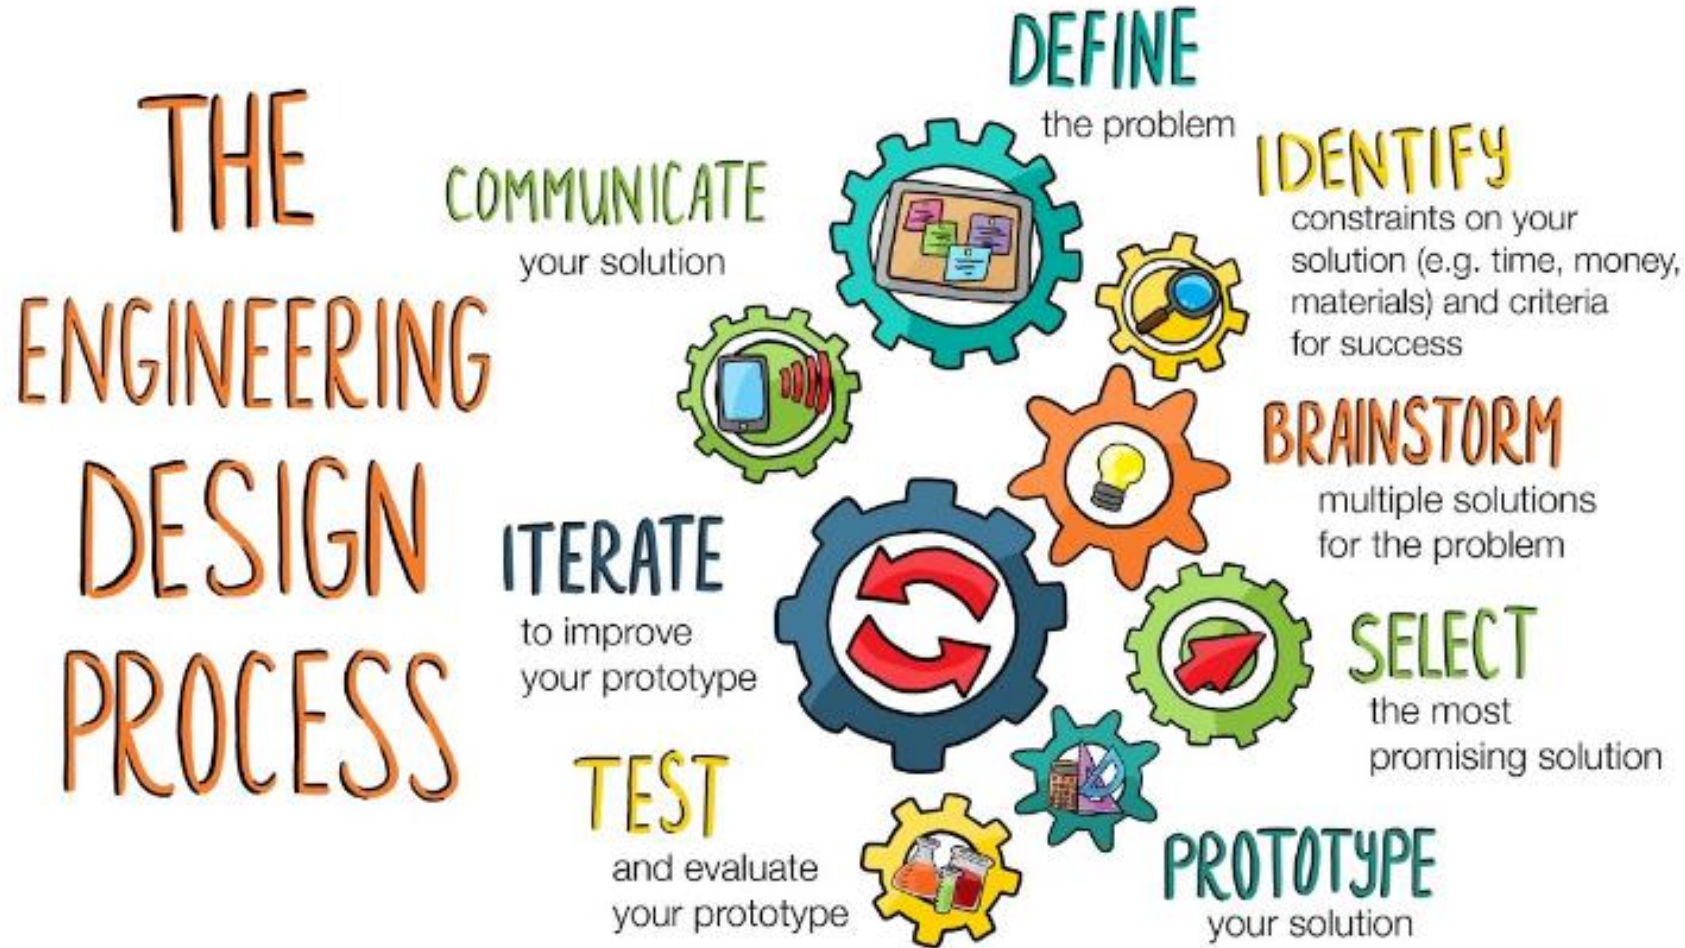 THE
ENGINEERING
DESIGN
PROCESS
DEFINE
the problem
IDENTIFY
constraints on your
solution (e.g. time, money,
materials) and criteria
for success
BRAINSTORM
multiple solutions
for the problem
SELECT
the most
promising solution
PROTOTYPE
your solution
TEST
and evaluate
your prototype
ITERATE
to improve
your prototype
COMMUNICATE
your solution